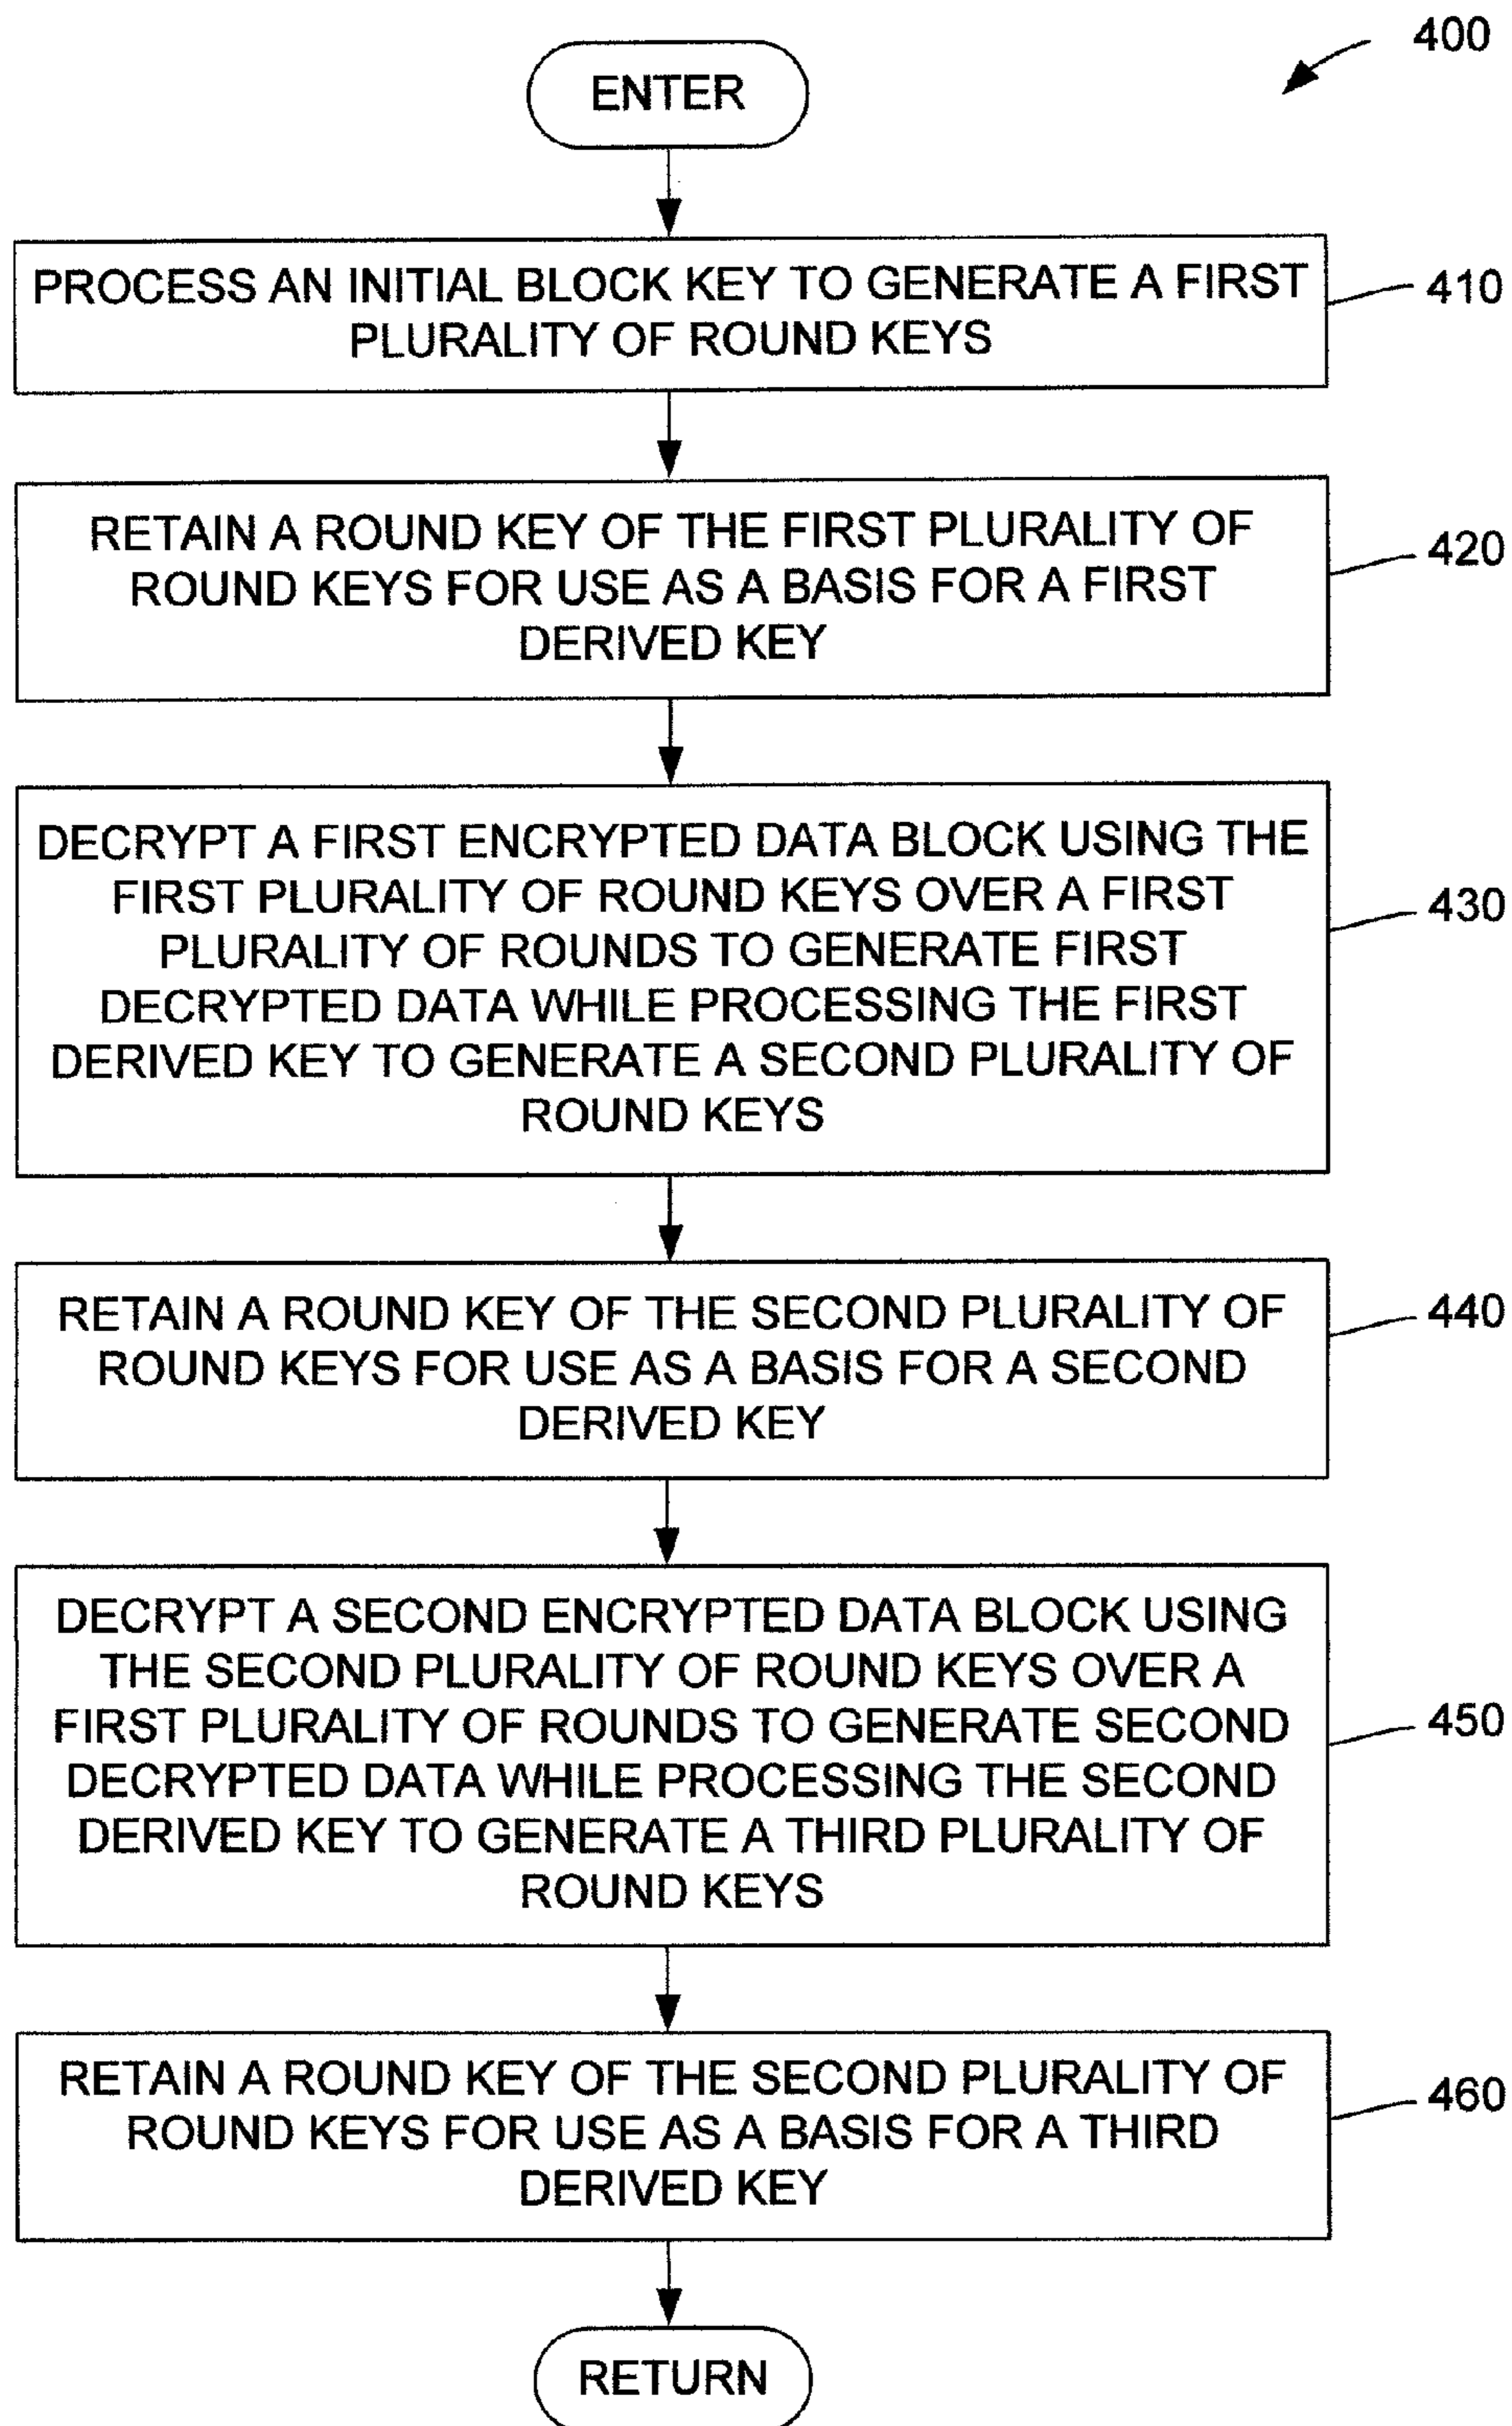 400
ENTER
PROCESS AN INITIAL BLOCK KEY TO GENERATE A FIRST
PLURALITY OF ROUND KEYS
410
RETAIN A ROUND KEY OF THE FIRST PLURALITY OF
ROUND KEYS FOR USE AS A BASIS FOR A FIRST
DERIVED KEY
420
DECRYPT A FIRST ENCRYPTED DATA BLOCK USING THE
FIRST PLURALITY OF ROUND KEYS OVER A FIRST
PLURALITY OF ROUNDS TO GENERATE FIRST
DECRYPTED DATA WHILE PROCESSING THE FIRST
DERIVED KEY TO GENERATE A SECOND PLURALITY OF
ROUND KEYS
430
RETAIN A ROUND KEY OF THE SECOND PLURALITY OF
ROUND KEYS FOR USE AS A BASIS FOR A SECOND
DERIVED KEY
440
DECRYPT A SECOND ENCRYPTED DATA BLOCK USING
THE SECOND PLURALITY OF ROUND KEYS OVER A
FIRST PLURALITY OF ROUNDS TO GENERATE SECOND
DECRYPTED DATA WHILE PROCESSING THE SECOND
DERIVED KEY TO GENERATE A THIRD PLURALITY OF
ROUND KEYS
450
RETAIN A ROUND KEY OF THE SECOND PLURALITY OF
ROUND KEYS FOR USE AS A BASIS FOR A THIRD
DERIVED KEY
460
RETURN